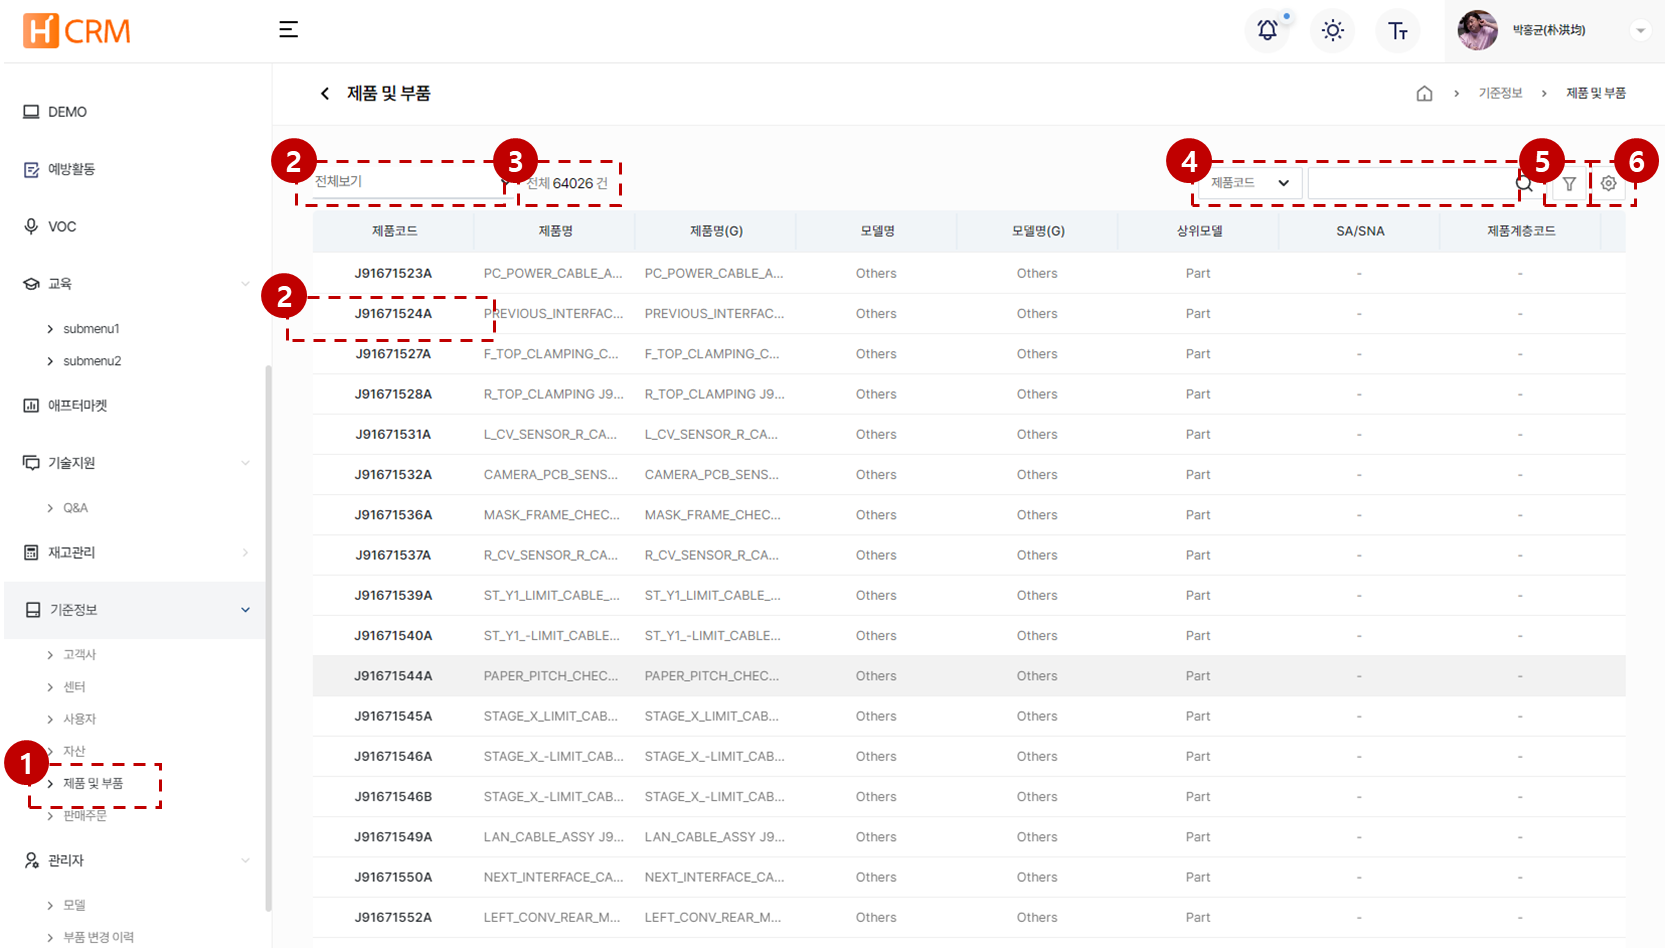 H CRM
박홍균(朴洪均)
제품 및 부품
기준정보
제품 및 부품
DEMO
예방활동
VOC
교육
submenu1
submenu2
애프터마켓
기술지원
Q&A
재고관리
기준정보
고객사
센터
사용자
자산
1
제품 및 부품
판매주문
관리자
모델
부품 변경 이력
2
전체보기
3
전체 64026 건
4
제품코드
5
6
제품코드 제품명 제품명(G) 모델명 모델명(G) 상위모델 SA/SNA 제품계층코드
J91671523A PC_POWER_CABLE_A... PC_POWER_CABLE_A... Others Others Part - -
2
J91671524A PREVIOUS_INTERFAC... PREVIOUS_INTERFAC... Others Others Part - -
J91671527A F_TOP_CLAMPING_C... F_TOP_CLAMPING_C... Others Others Part - -
J91671528A R_TOP_CLAMPING J9... R_TOP_CLAMPING J9... Others Others Part - -
J91671531A L_CV_SENSOR_R_CA... L_CV_SENSOR_R_CA... Others Others Part - -
J91671532A CAMERA_PCB_SENS... CAMERA_PCB_SENS... Others Others Part - -
J91671536A MASK_FRAME_CHEC... MASK_FRAME_CHEC... Others Others Part - -
J91671537A R_CV_SENSOR_R_CA... R_CV_SENSOR_R_CA... Others Others Part - -
J91671539A ST_Y1_LIMIT_CABLE_... ST_Y1_LIMIT_CABLE_... Others Others Part - -
J91671540A ST_Y1_-LIMIT_CABLE... ST_Y1_-LIMIT_CABLE... Others Others Part - -
J91671544A PAPER_PITCH_CHEC... PAPER_PITCH_CHEC... Others Others Part - -
J91671545A STAGE_X_LIMIT_CAB... STAGE_X_LIMIT_CAB... Others Others Part - -
J91671546A STAGE_X_-LIMIT_CAB... STAGE_X_-LIMIT_CAB... Others Others Part - -
J91671546B STAGE_X_-LIMIT_CAB... STAGE_X_-LIMIT_CAB... Others Others Part - -
J91671549A LAN_CABLE_ASSY J9... LAN_CABLE_ASSY J9... Others Others Part - -
J91671550A NEXT_INTERFACE_CA... NEXT_INTERFACE_CA... Others Others Part - -
J91671552A LEFT_CONV_REAR_M... LEFT_CONV_REAR_M... Others Others Part - -